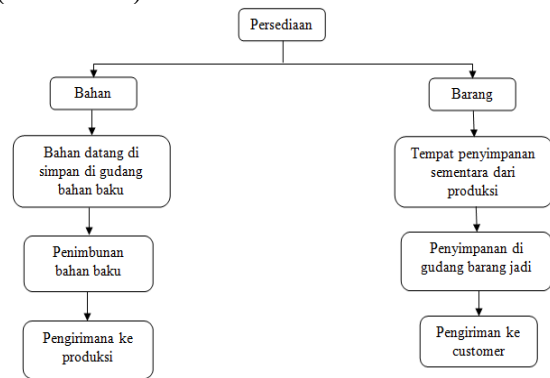 Persediaan
Bahan
Barang
Bahan datang di
simpan di gudang
bahan baku
Tempat penyimpanan
sementara dari
produksi
Penimbunan
bahan baku
Penyimpanan di
gudang barang jadi
Pengirimana ke
produksi
Pengiriman ke
customer